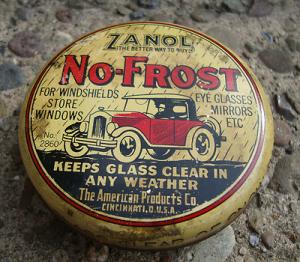 ZANOL
(THE BETTER WAY TO BUY)
No-Frost
FOR WINDSHIELDS
STORE
WINDOWS
EYE GLASSES
MIRRORS
ETC
No.
2860
KEEPS GLASS CLEAR IN
ANY WEATHER
The American Products Co.
CINCINNATI, O. U.S.A.